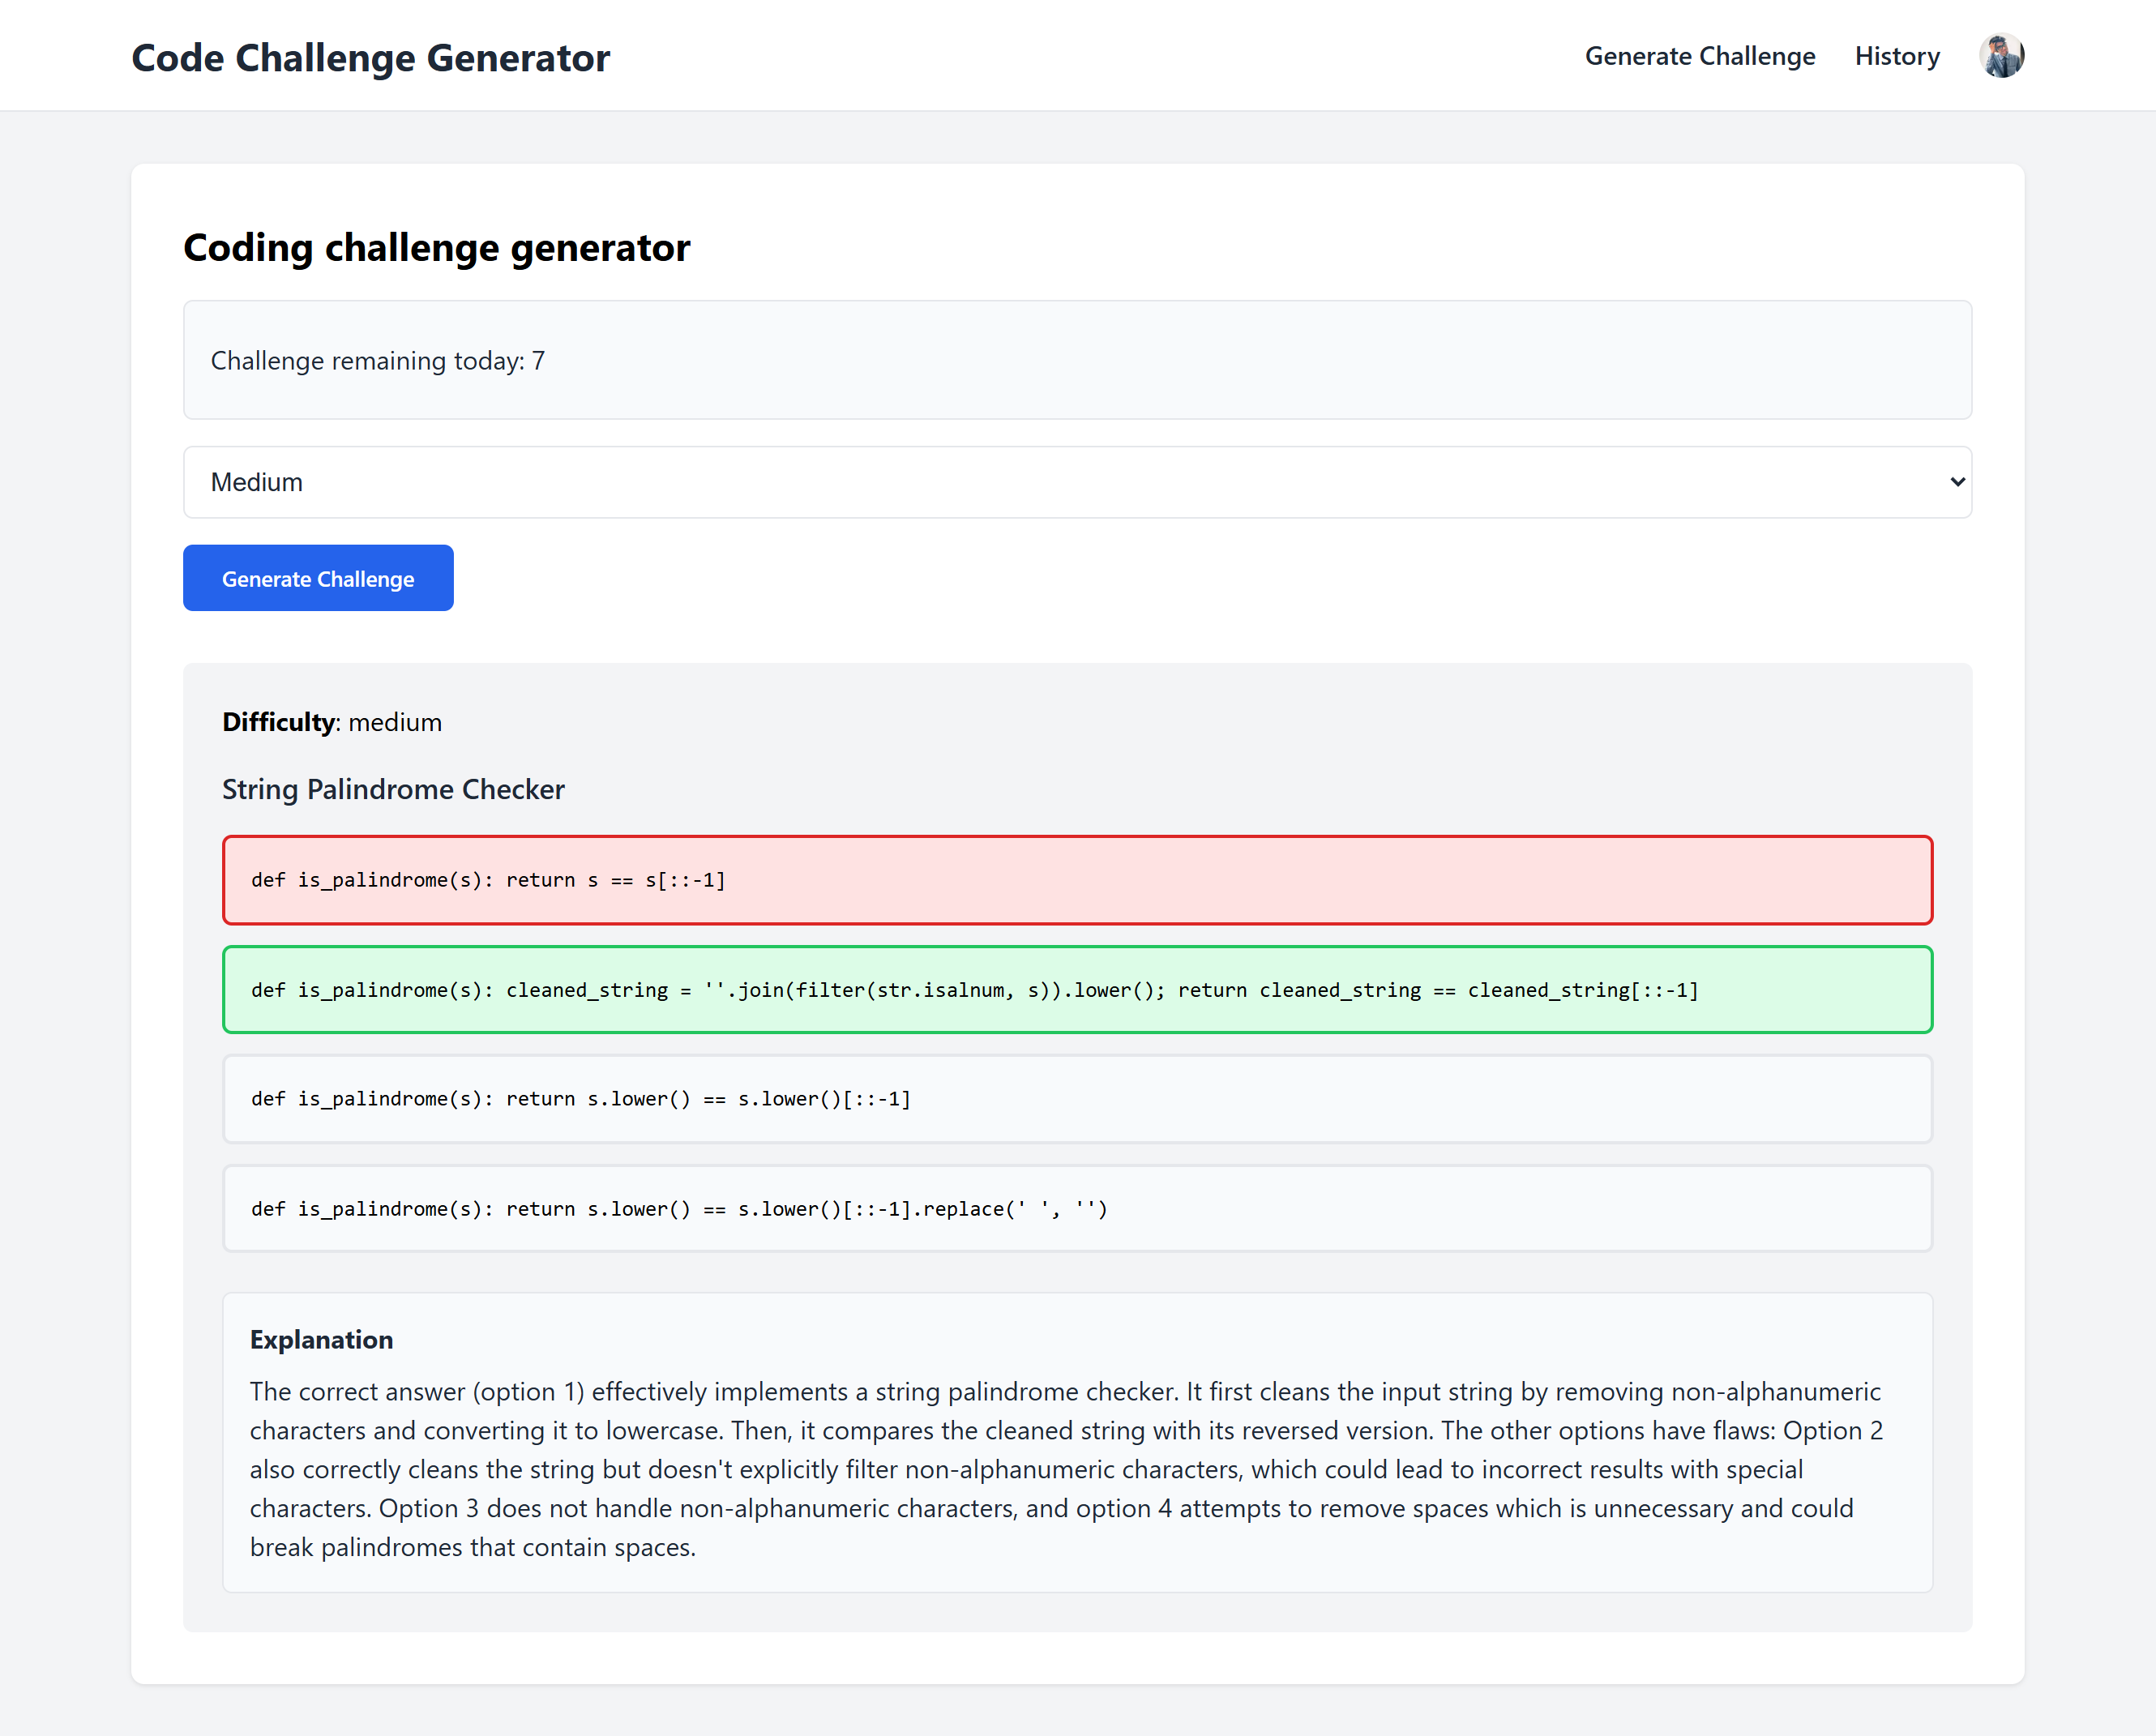 Code Challenge Generator
Generate Challenge
History
Coding challenge generator
Challenge remaining today: 7
Medium
Generate Challenge
Difficulty: medium
String Palindrome Checker
def is_palindrome(s): return s == s[::-1]
def is_palindrome(s): cleaned_string = ''.join(filter(str.isalnum, s)).lower(); return cleaned_string == cleaned_string[::-1]
def is_palindrome(s): return s.lower() == s.lower()[::-1]
def is_palindrome(s): return s.lower() == s.lower()[::-1].replace(' ', '')
Explanation
The correct answer (option 1) effectively implements a string palindrome checker. It first cleans the input string by removing non-alphanumeric
characters and converting it to lowercase. Then, it compares the cleaned string with its reversed version. The other options have flaws: Option 2
also correctly cleans the string but doesn't explicitly filter non-alphanumeric characters, which could lead to incorrect results with special
characters. Option 3 does not handle non-alphanumeric characters, and option 4 attempts to remove spaces which is unnecessary and could
break palindromes that contain spaces.